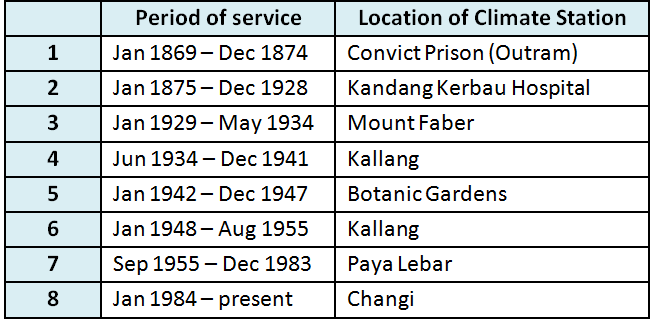 Period of service Location of Climate Station
1 Jan 1869 – Dec 1874 Convict Prison (Outram)
2 Jan 1875 – Dec 1928 Kandang Kerbau Hospital
3 Jan 1929 – May 1934 Mount Faber
4 Jun 1934 – Dec 1941 Kallang
5 Jan 1942 – Dec 1947 Botanic Gardens
6 Jan 1948 – Aug 1955 Kallang
7 Sep 1955 – Dec 1983 Paya Lebar
8 Jan 1984 – present Changi